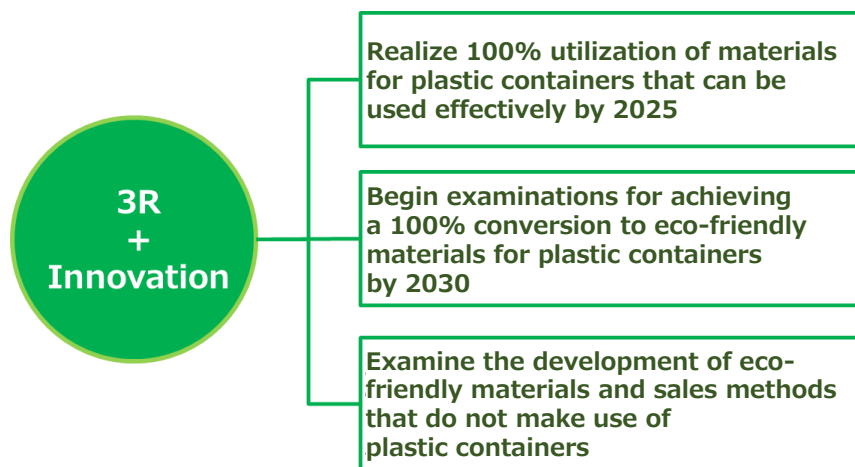 3R
+
Innovation
Realize 100% utilization of materials
for plastic containers that can be
used effectively by 2025
Begin examinations for achieving
a 100% conversion to eco-friendly
materials for plastic containers
by 2030
Examine the development of eco-
friendly materials and sales methods
that do not make use of
plastic containers